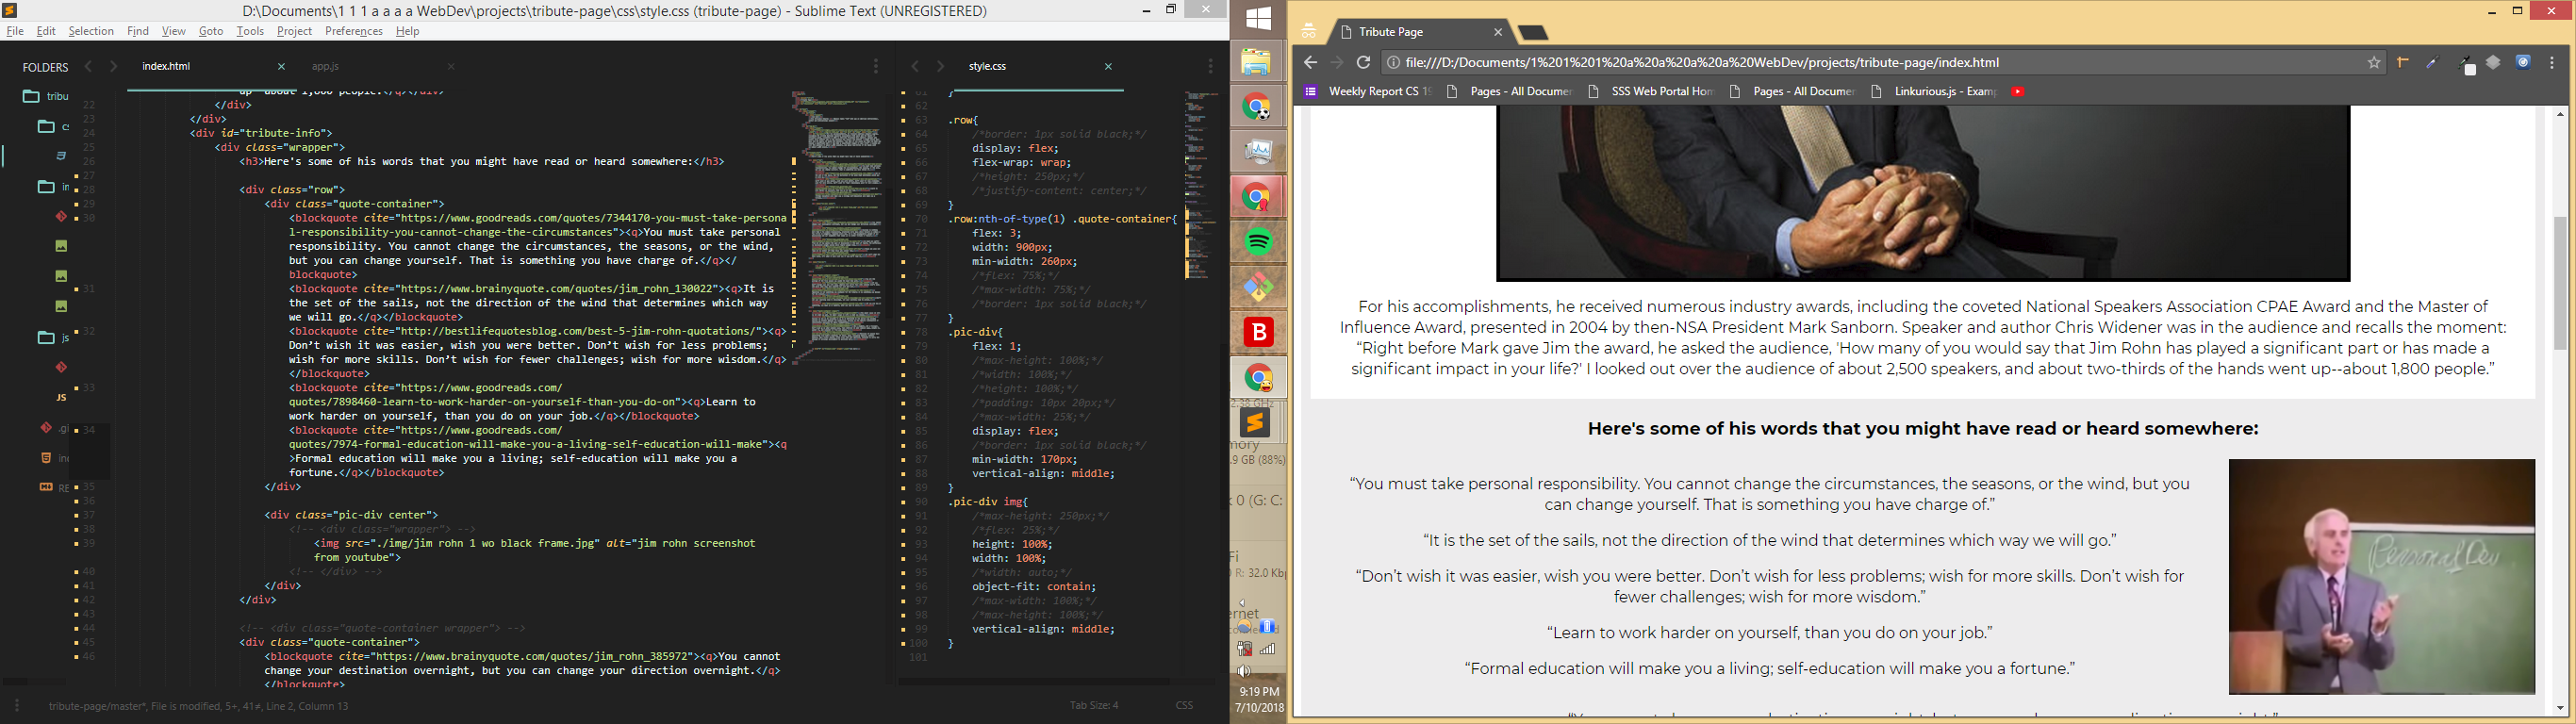 D:\Documents\1 1 1 a a a a WebDev\projects\tribute-page\css\style.css (tribute-page) - Sublime Text (UNREGISTERED)
File Edit Selection Find View Goto Tools Project Preferences Help
FOLDERS
tribu
cs
im
js
JS
.gi
ind
RE
index.html
app.js
up--about 1,800 people.</q></div>
22 </div>
23 </div>
24 <div id="tribute-info">
25 <div class="wrapper">
26 <h3>Here's some of his words that you might have read or heard somewhere:</h3>
27
28 <div class="row">
29 <div class="quote-container">
30 <blockquote cite="https://www.goodreads.com/quotes/7344170-you-must-take-persona
l-responsibility-you-cannot-change-the-circumstances"><q>You must take personal
responsibility. You cannot change the circumstances, the seasons, or the wind,
but you can change yourself. That is something you have charge of.</q></
blockquote>
31 <blockquote cite="https://www.brainyquote.com/quotes/jim_rohn_130022"><q>It is
the set of the sails, not the direction of the wind that determines which way
we will go.</q></blockquote>
32 <blockquote cite="http://bestlifequotesblog.com/best-5-jim-rohn-quotations/"><q>
Don’t wish it was easier, wish you were better. Don’t wish for less problems;
wish for more skills. Don’t wish for fewer challenges; wish for more wisdom.</q>
</blockquote>
33 <blockquote cite="https://www.goodreads.com/
quotes/7898460-learn-to-work-harder-on-yourself-than-you-do-on"><q>Learn to
work harder on yourself, than you do on your job.</q></blockquote>
34 <blockquote cite="https://www.goodreads.com/
quotes/7974-formal-education-will-make-you-a-living-self-education-will-make"><q
>Formal education will make you a living; self-education will make you a
fortune.</q></blockquote>
35 </div>
36
37 <div class="pic-div center">
38 <!-- <div class="wrapper"> -->
39 <img src="./img/jim rohn 1 wo black frame.jpg" alt="jim rohn screenshot
from youtube">
40 <!-- </div> -->
41 </div>
42 </div>
43
44 <!-- <div class="quote-container wrapper"> -->
45 <div class="quote-container">
46 <blockquote cite="https://www.brainyquote.com/quotes/jim_rohn_385972"><q>You cannot
change your destination overnight, but you can change your direction overnight.</q>
</blockquote>
tribute-page/master*, File is modified, 5+, 41≠, Line 2, Column 13
style.css
61 }
62
63 .row{
64 /*border: 1px solid black;*/
65 display: flex;
66 flex-wrap: wrap;
67 /*height: 250px;*/
68 /*justify-content: center;*/
69 }
70 .row:nth-of-type(1) .quote-container{
71 flex: 3;
72 width: 900px;
73 min-width: 260px;
74 /*flex: 75%;*/
75 /*max-width: 75%;*/
76 /*border: 1px solid black;*/
77 }
78 .pic-div{
79 flex: 1;
80 /*max-height: 100%;*/
81 /*width: 100%;*/
82 /*height: 100%;*/
83 /*padding: 10px 20px;*/
84 /*max-width: 25%;*/
85 display: flex;
86 /*border: 1px solid black;*/
87 min-width: 170px;
88 vertical-align: middle;
89 }
90 .pic-div img{
91 /*max-height: 250px;*/
92 /*flex: 25%;*/
93 height: 100%;
94 width: 100%;
95 /*width: auto;*/
96 object-fit: contain;
97 /*max-width: 100%;*/
98 /*max-height: 100%;*/
99 vertical-align: middle;
100 }
101
Tab Size: 4 CSS
2.38 GHz
mory
.9 GB (88%)
k 0 (G: C:
Fi
R: 32.0 Kbp
ernet
9:19 PM
7/10/2018
Tribute Page
file:///D:/Documents/1%201%201%20a%20a%20a%20a%20WebDev/projects/tribute-page/index.html
Weekly Report CS 19 Pages - All Documen SSS Web Portal Hom Pages - All Documen Linkurious.js - Examp
For his accomplishments, he received numerous industry awards, including the coveted National Speakers Association CPAE Award and the Master of
Influence Award, presented in 2004 by then-NSA President Mark Sanborn. Speaker and author Chris Widener was in the audience and recalls the moment:
“Right before Mark gave Jim the award, he asked the audience, 'How many of you would say that Jim Rohn has played a significant part or has made a
significant impact in your life?' I looked out over the audience of about 2,500 speakers, and about two-thirds of the hands went up--about 1,800 people.”
Here's some of his words that you might have read or heard somewhere:
“You must take personal responsibility. You cannot change the circumstances, the seasons, or the wind, but you
can change yourself. That is something you have charge of.”
“It is the set of the sails, not the direction of the wind that determines which way we will go.”
“Don’t wish it was easier, wish you were better. Don’t wish for less problems; wish for more skills. Don’t wish for
fewer challenges; wish for more wisdom.”
“Learn to work harder on yourself, than you do on your job.”
“Formal education will make you a living; self-education will make you a fortune.”
Personal Dev